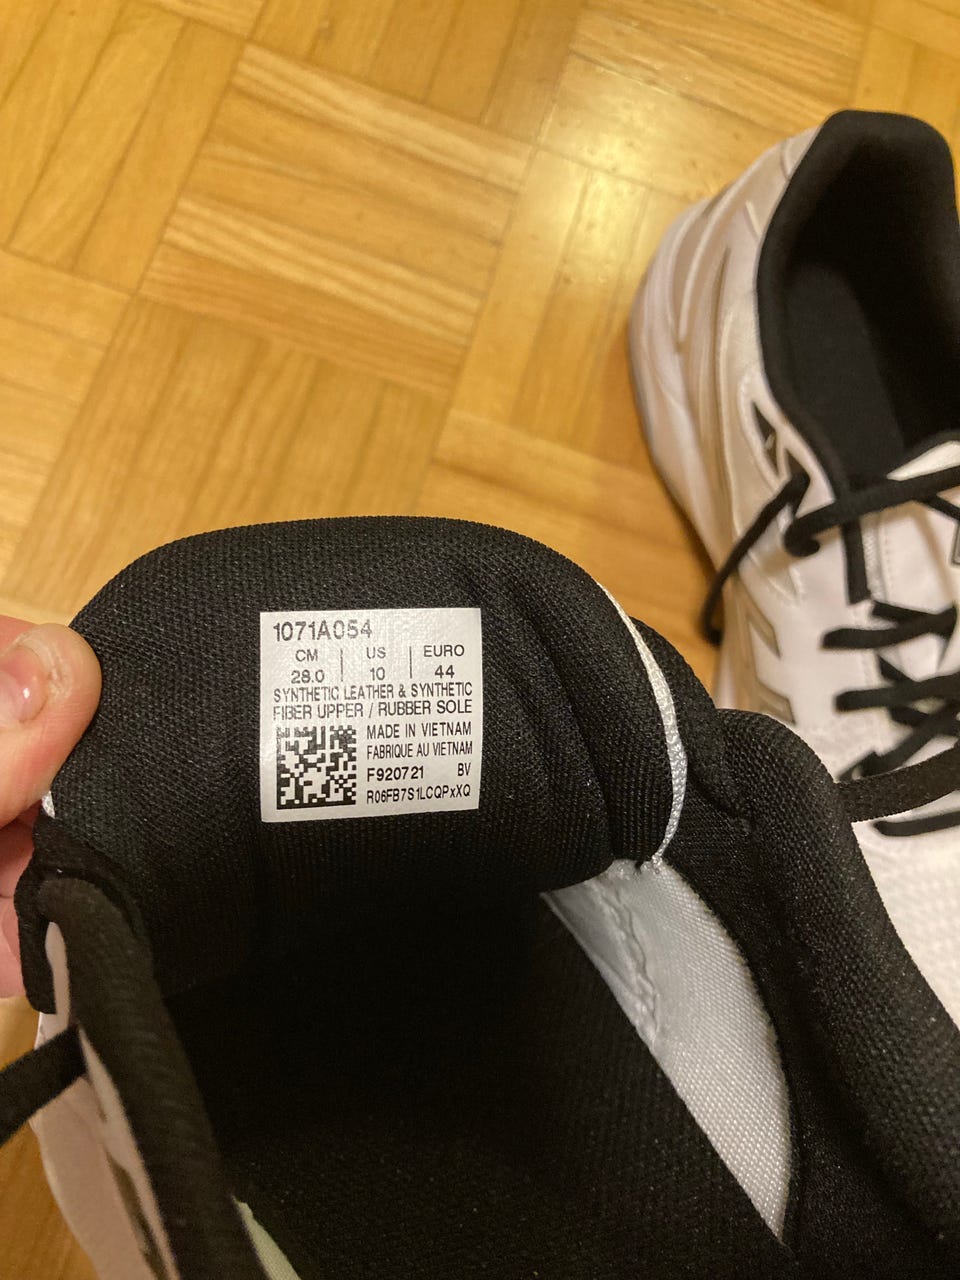 1071A054
CM | US | EURO
28.0 | 10 | 44
SYNTHETIC LEATHER & SYNTHETIC
FIBER UPPER / RUBBER SOLE
MADE IN VIETNAM
FABRIQUE AU VIETNAM
F920721 BV
R06FB7S1LCQPxXQ